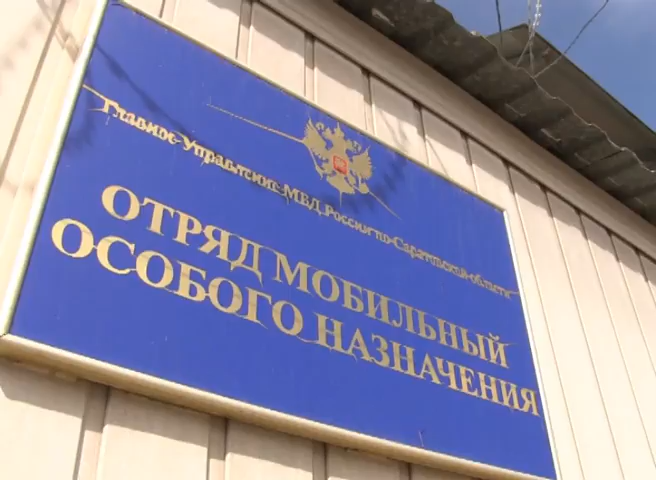 Главное Управление МВД России по Саратовской области
ОТРЯД МОБИЛЬНЫЙ
ОСОБОГО НАЗНАЧЕНИЯ